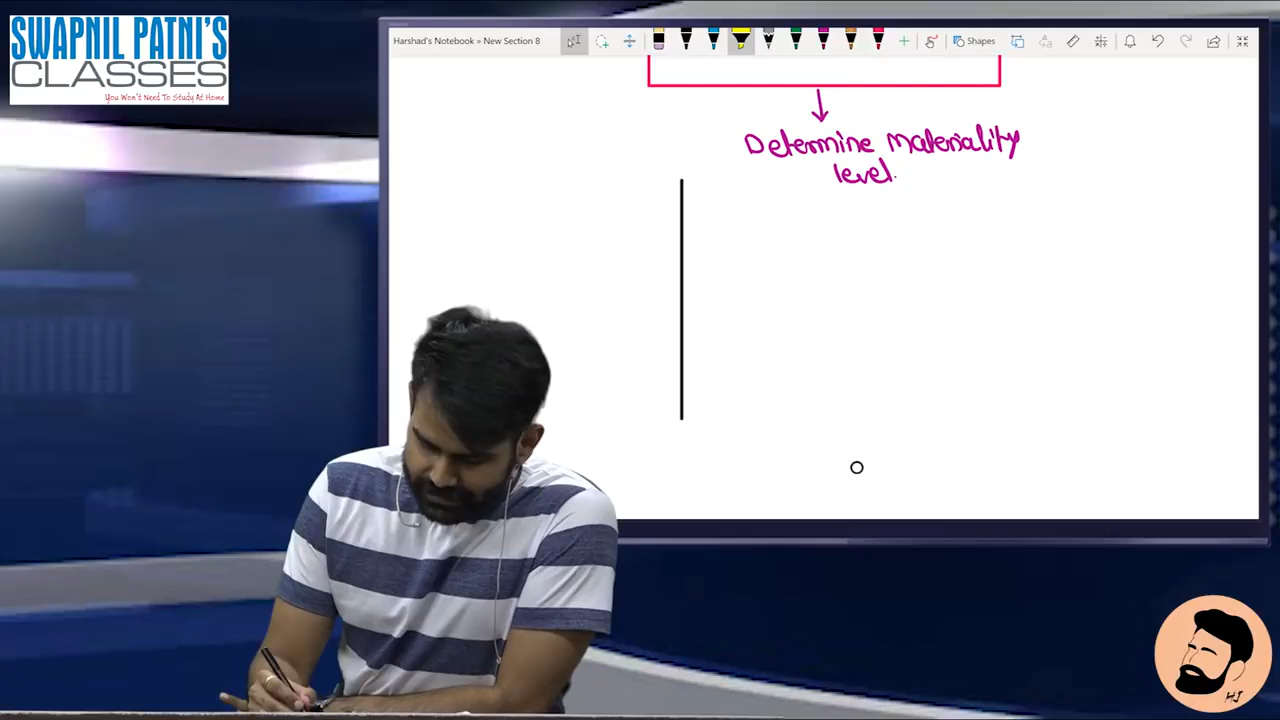 SWAPNIL PATNI'S
CLASSES
You Won't Need To Study At Home
Harshad's Notebook » New Section 8
Shapes
Determine Materiality
level.
HJ